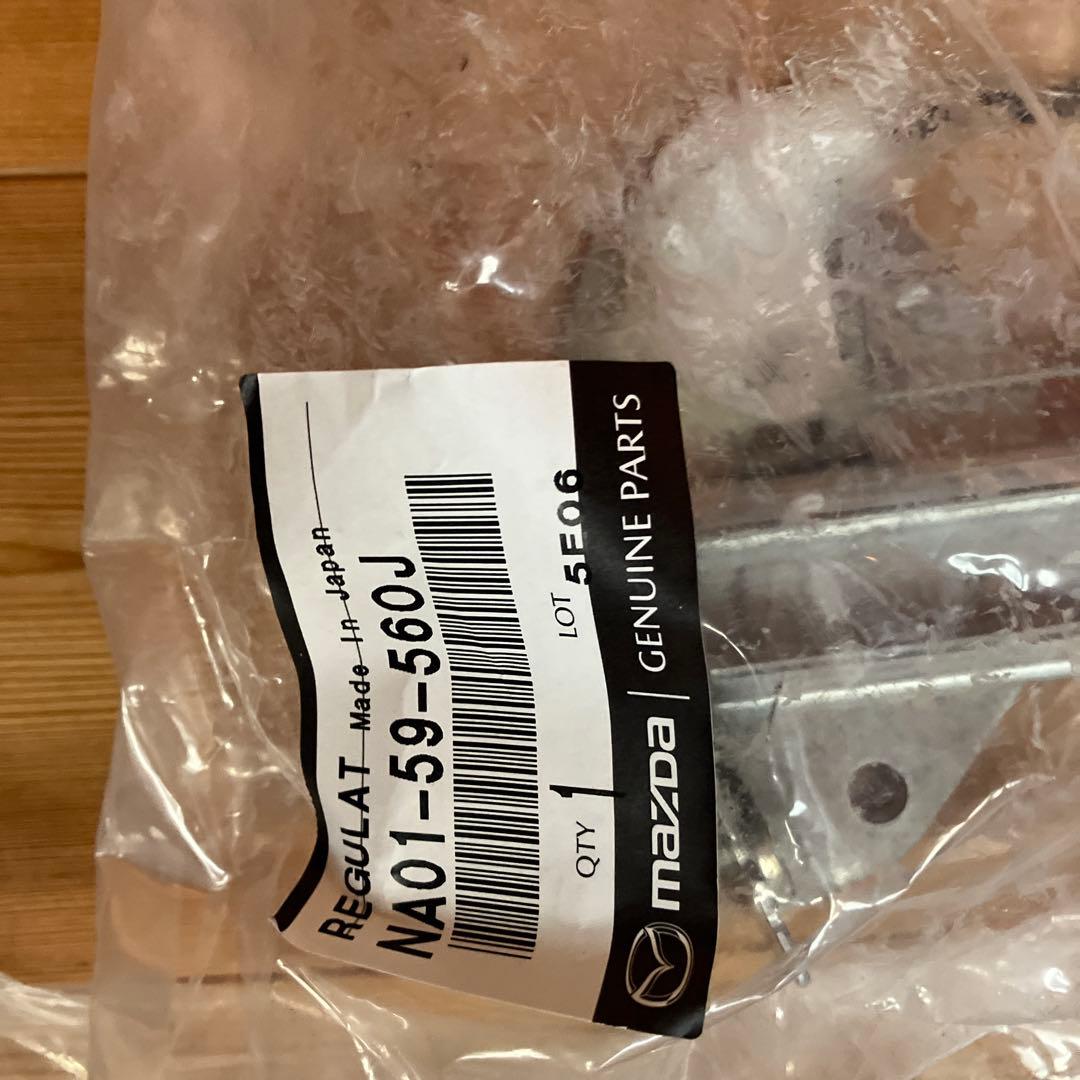 REGULAT Made In Japan
NA01-59-560J
QTY 1 LOT 5E06
mazda | GENUINE PARTS